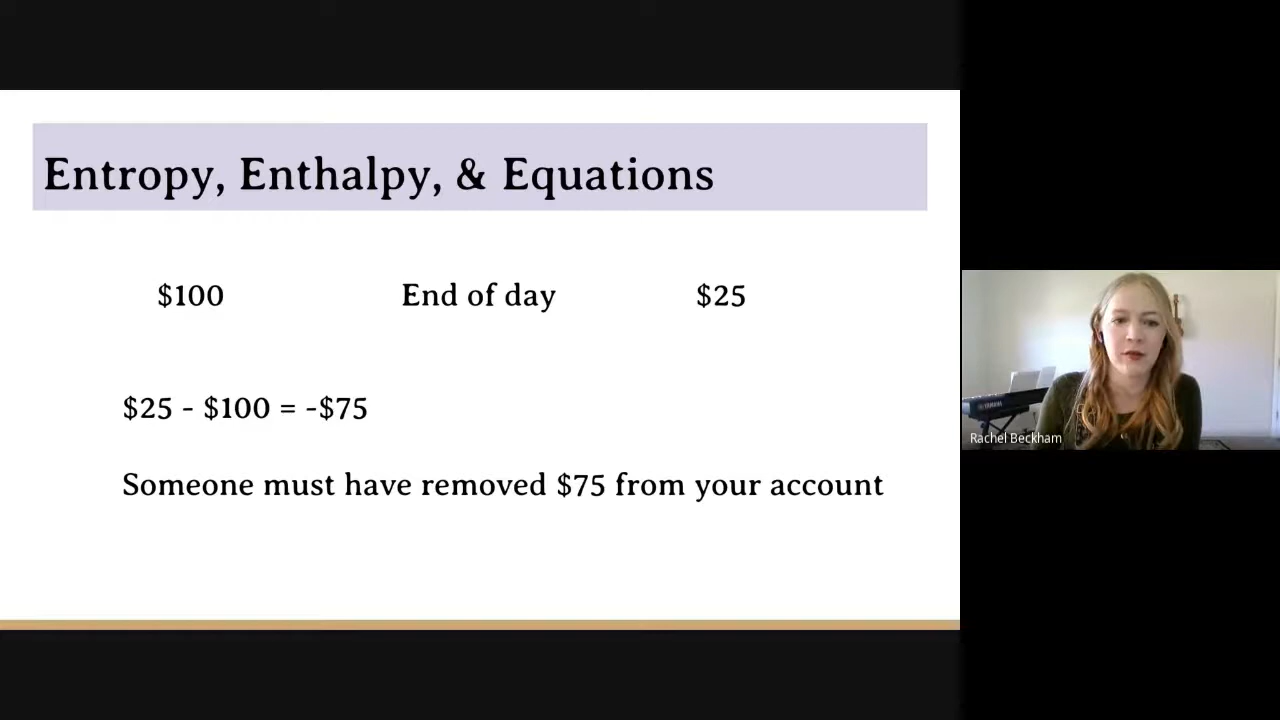 Entropy, Enthalpy, & Equations
$100 End of day $25
$25 - $100 = -$75
Someone must have removed $75 from your account
YAMAHA
Rachel Beckham